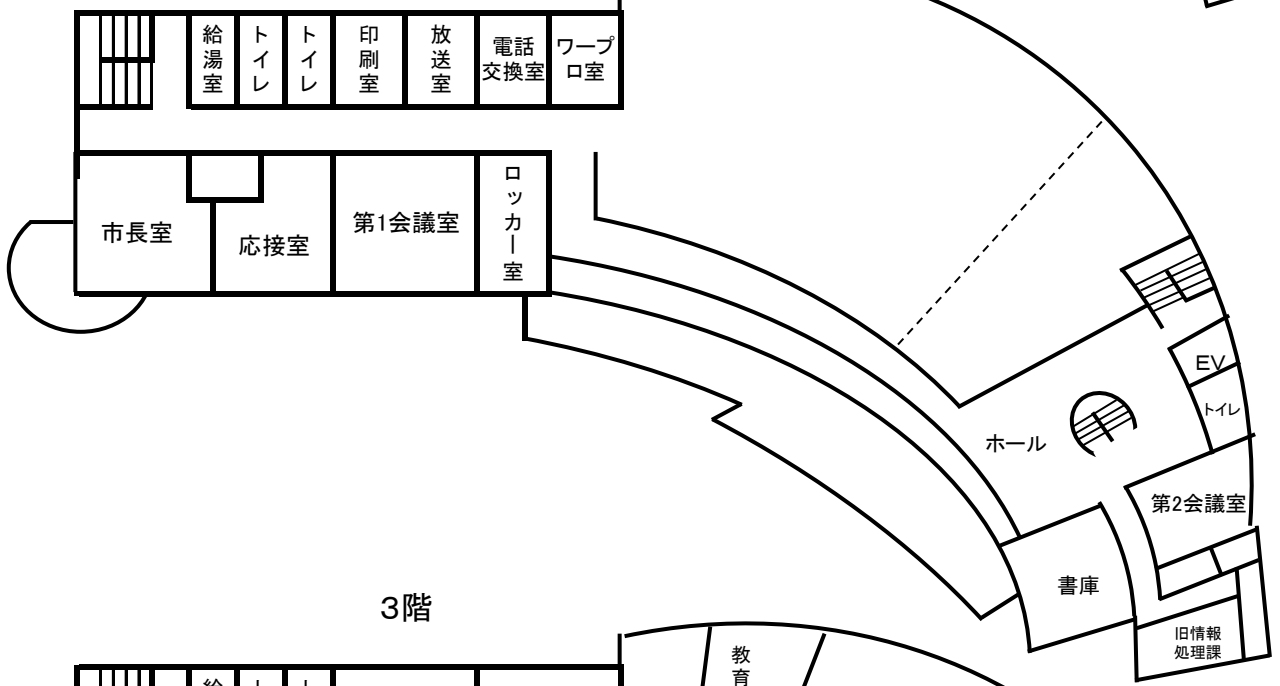 給湯室
トイレ
トイレ
印刷室
放送室
電話
交換室
ワープ
ロ室
市長室
応接室
第1会議室
ロッカー室
EV
トイレ
ホール
第2会議室
書庫
旧情報
処理課
3階
教育